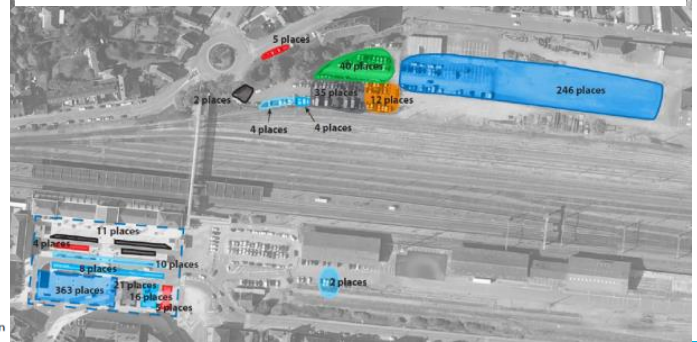 5 places
40 places
246 places
35 places
12 places
2 places
4 places
4 places
11 places
4 places
10 places
8 places
21 places
363 places
16 places
5 places
2 places
n